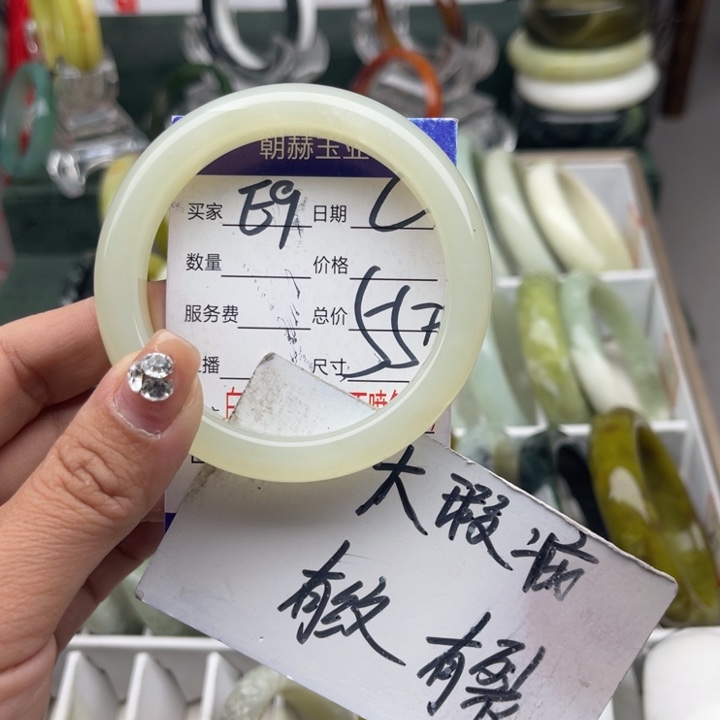 朝赫玉业
买家 E9 日期
数量 价格
服务费 总价
播 尺寸 55
大瑕疵
有纹 有裂